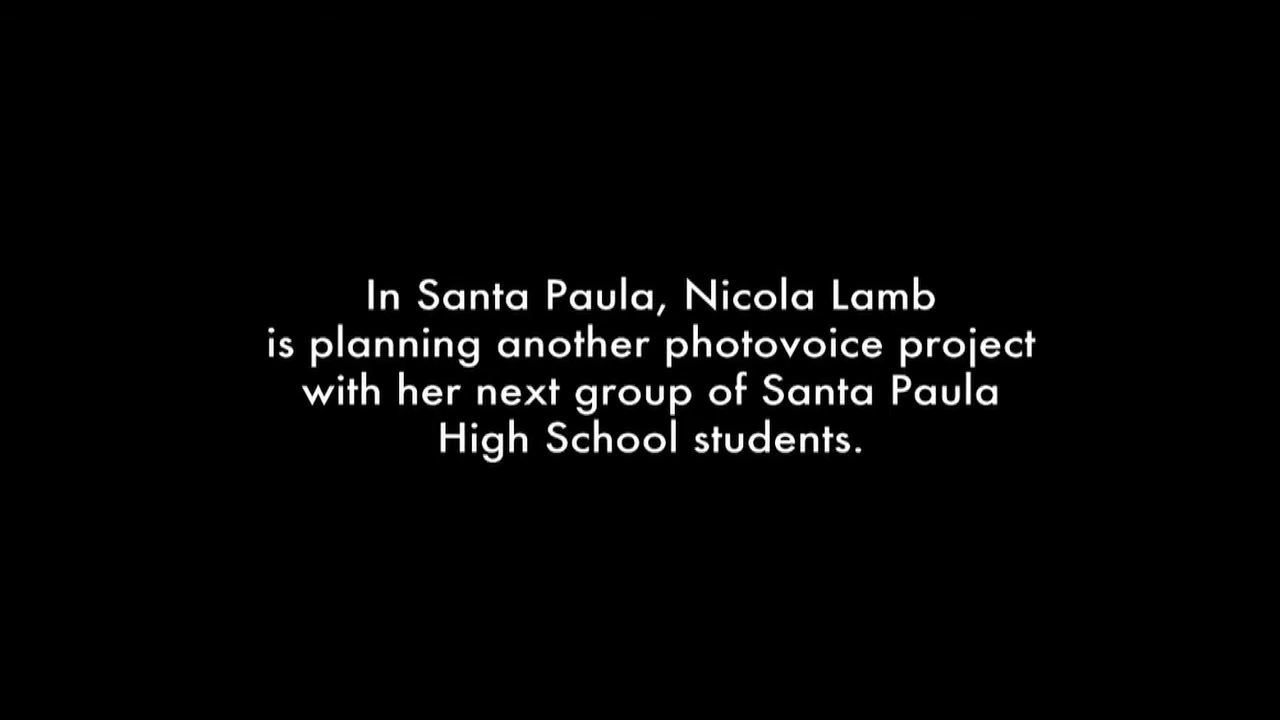 In Santa Paula, Nicola Lamb
is planning another photovoice project
with her next group of Santa Paula
High School students.